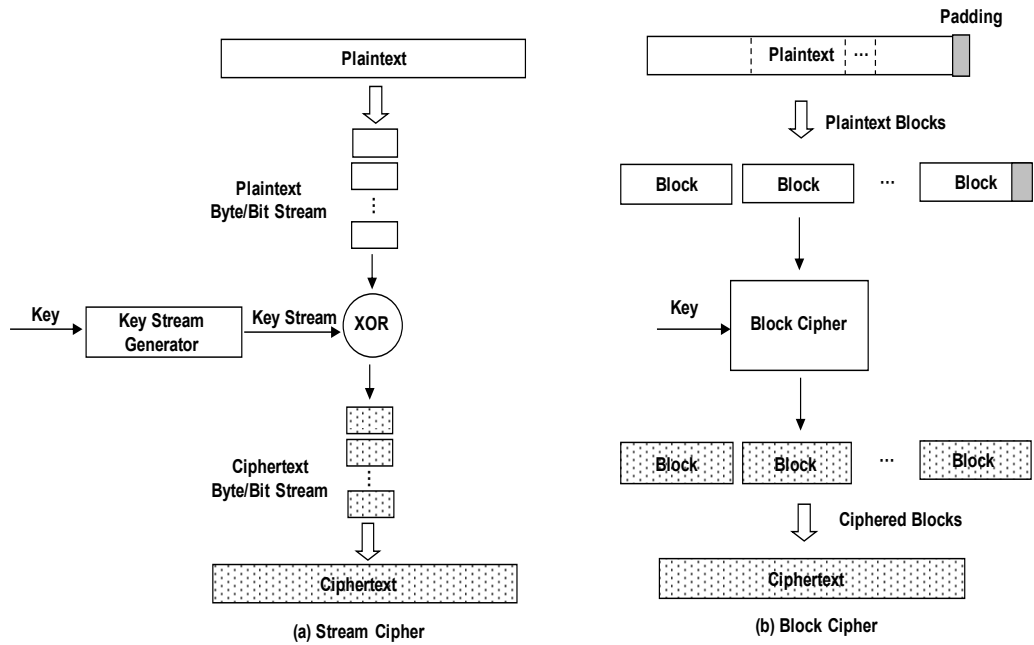 Plaintext
Plaintext
Byte/Bit Stream
⋮
Key
Key Stream
Generator
Key Stream
XOR
Ciphertext
Byte/Bit Stream
⋮
Ciphertext
(a) Stream Cipher
Padding
Plaintext ...
Plaintext Blocks
Block Block ... Block
Key
Block Cipher
Block Block ... Block
Ciphered Blocks
Ciphertext
(b) Block Cipher